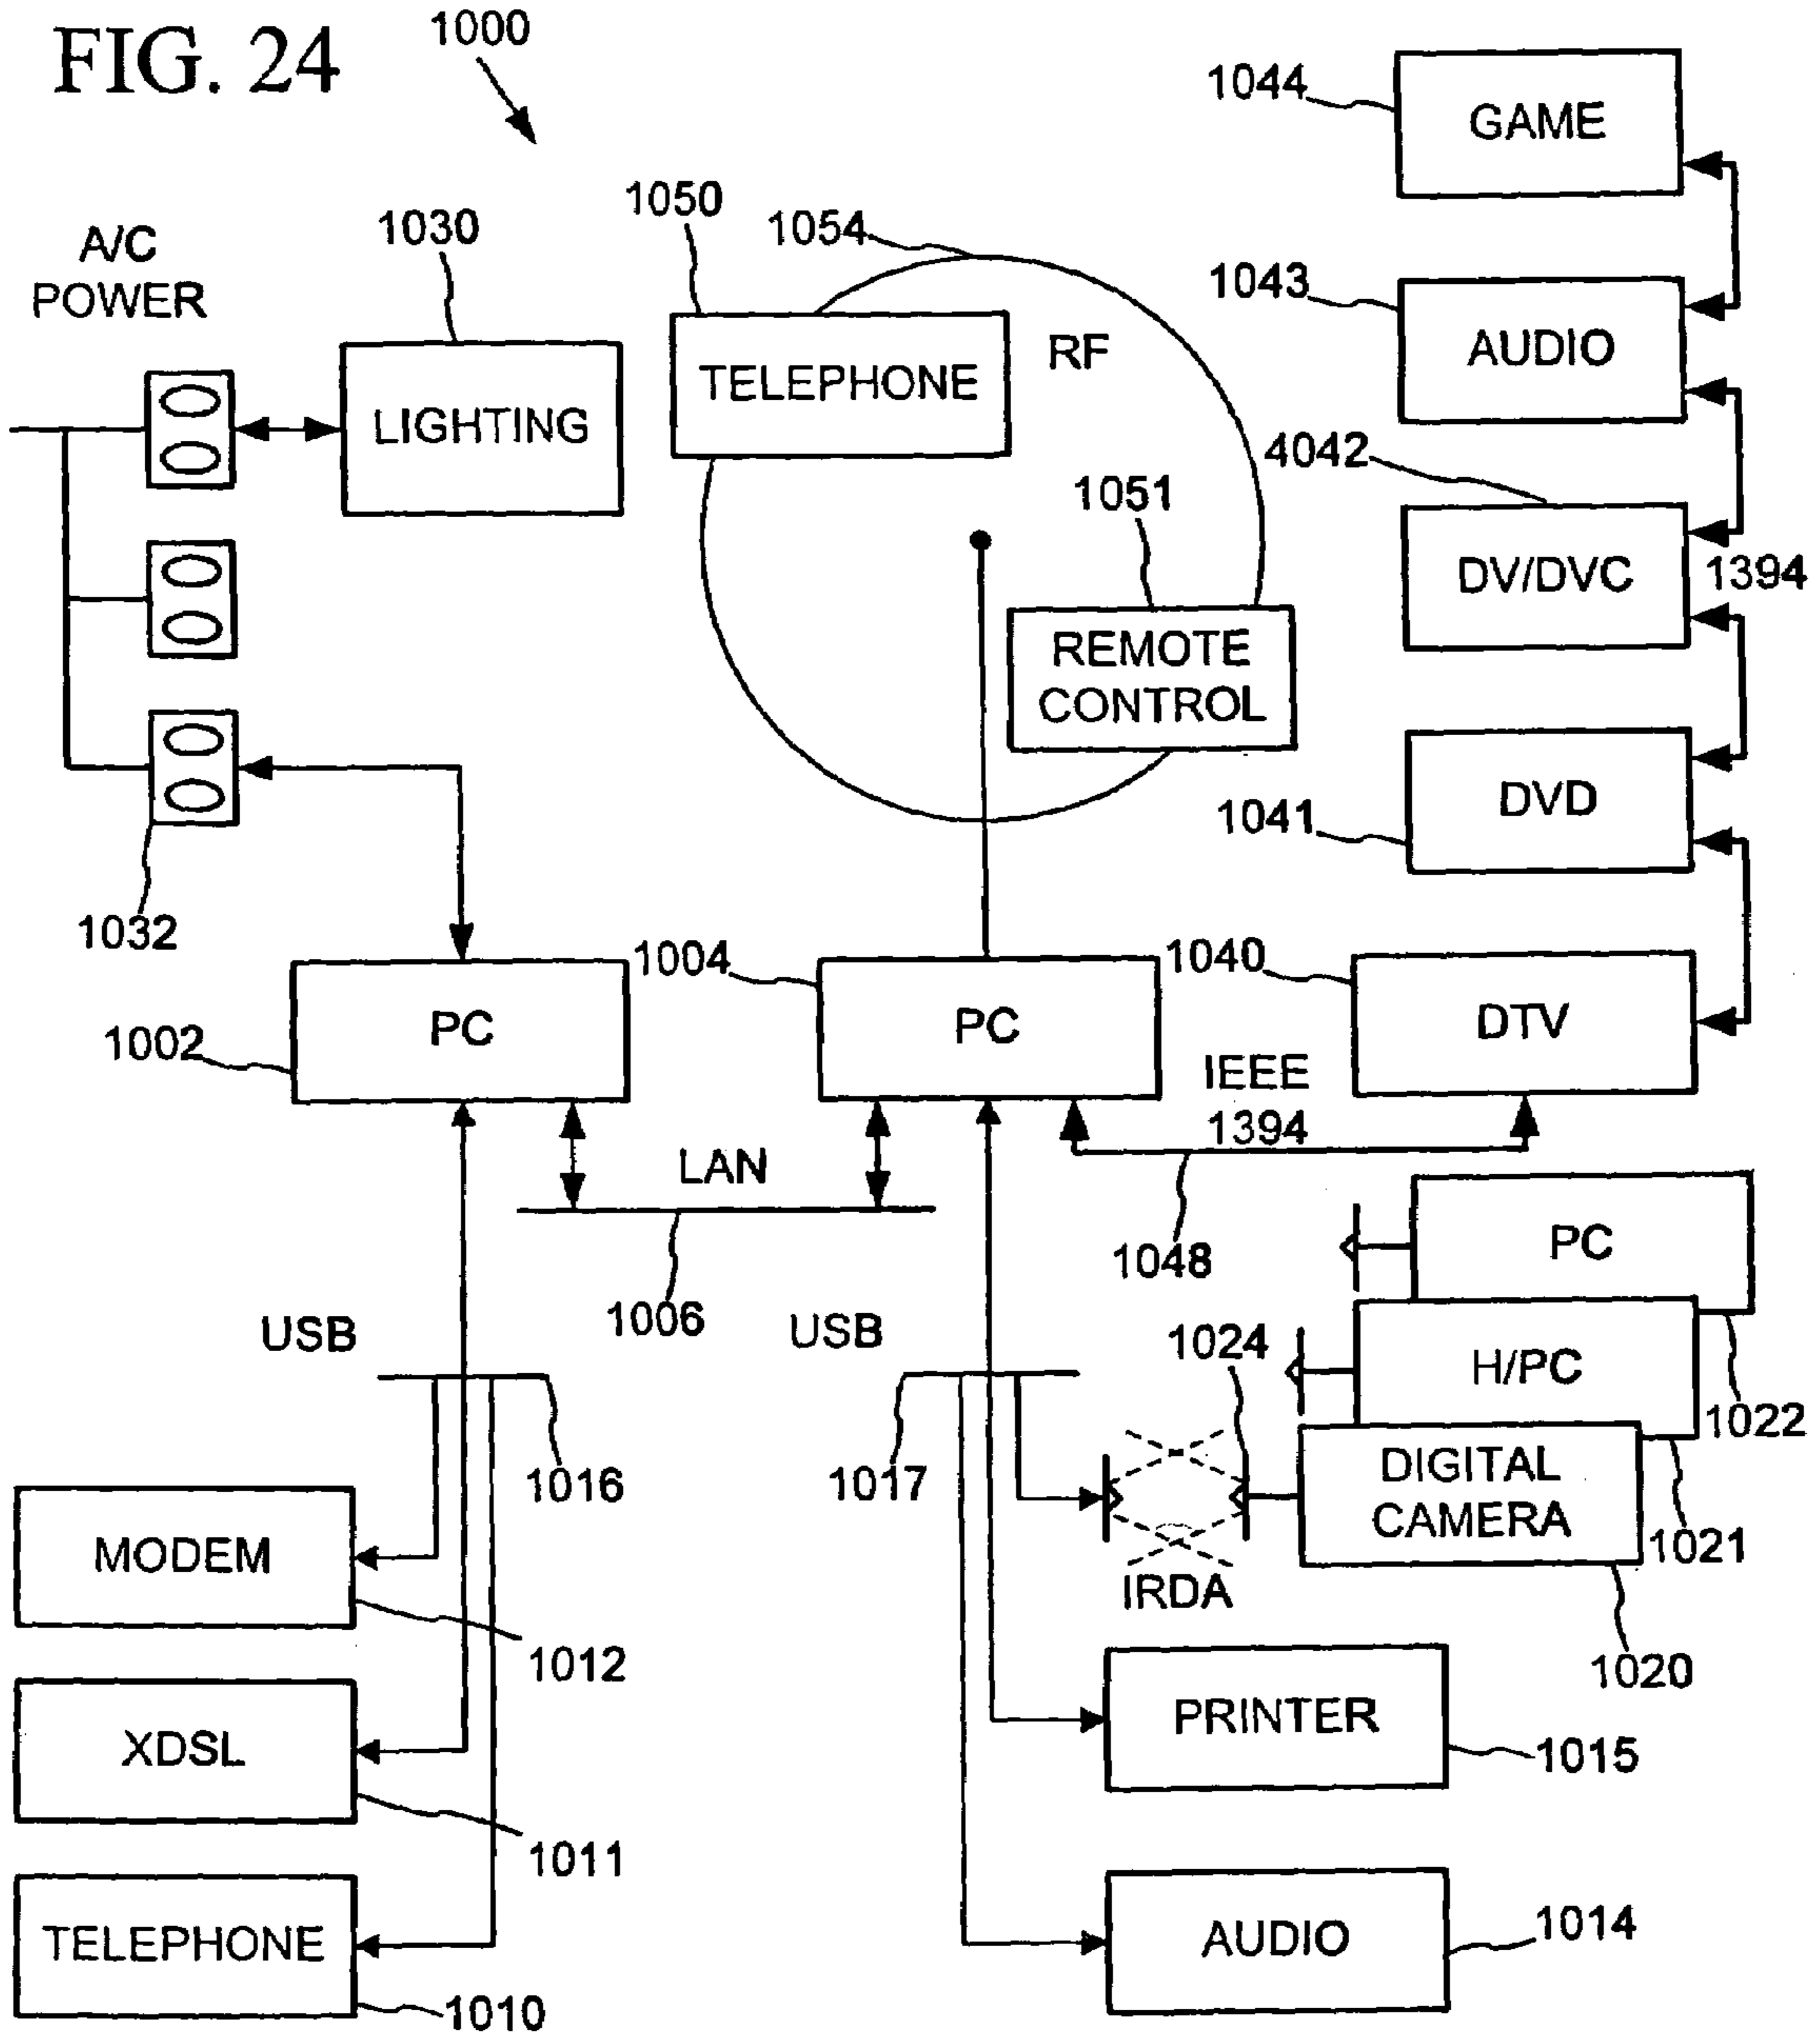 FIG. 24
1000
1044
GAME
1050
1054
1030
A/C
POWER
1043
AUDIO
RF
TELEPHONE
LIGHTING
4042
1051
DV/DVC
1394
REMOTE
CONTROL
DVD
1041
1032
1004
1040
PC
PC
DTV
1002
IEEE
1394
LAN
1048
PC
1006
USB
USB
1024
H/PC
1022
1016
1017
DIGITAL
CAMERA
1021
MODEM
IRDA
1012
1020
PRINTER
XDSL
1015
1011
AUDIO
1014
TELEPHONE
1010